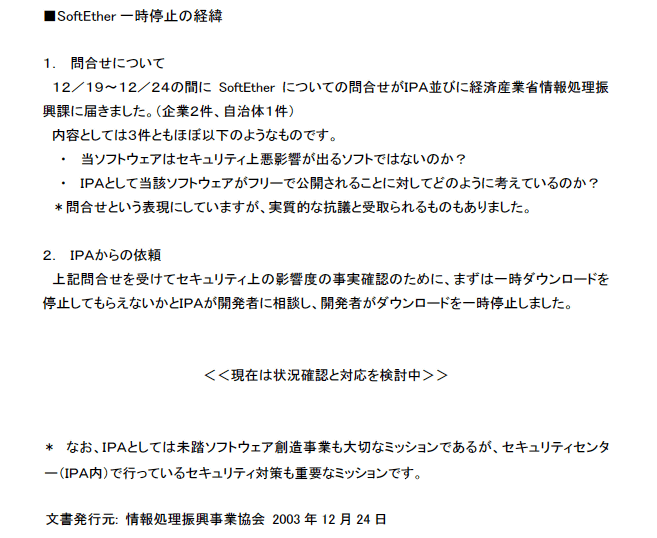 ■SoftEther 一時停止の経緯
１．　問合せについて
１２／１９～１２／２４の間に SoftEther についての問合せがＩＰＡ並びに経済産業省情報処理振
興課に届きました。（企業２件、自治体１件）
内容としては３件ともほぼ以下のようなものです。
・　当ソフトウェアはセキュリティ上悪影響が出るソフトではないのか？
・　ＩＰＡとして当該ソフトウェアがフリーで公開されることに対してどのように考えているのか？
＊問合せという表現にしていますが、実質的な抗議と受取られるものもありました。
２．　ＩＰＡからの依頼
上記問合せを受けてセキュリティ上の影響度の事実確認のために、まずは一時ダウンロードを
停止してもらえないかとＩＰＡが開発者に相談し、開発者がダウンロードを一時停止しました。
＜＜現在は状況確認と対応を検討中＞＞
＊　なお、ＩＰＡとしては未踏ソフトウェア創造事業も大切なミッションであるが、セキュリティセンタ
ー（ＩＰＡ内）で行っているセキュリティ対策も重要なミッションです。
文書発行元: 情報処理振興事業協会 2003 年 12 月 24 日